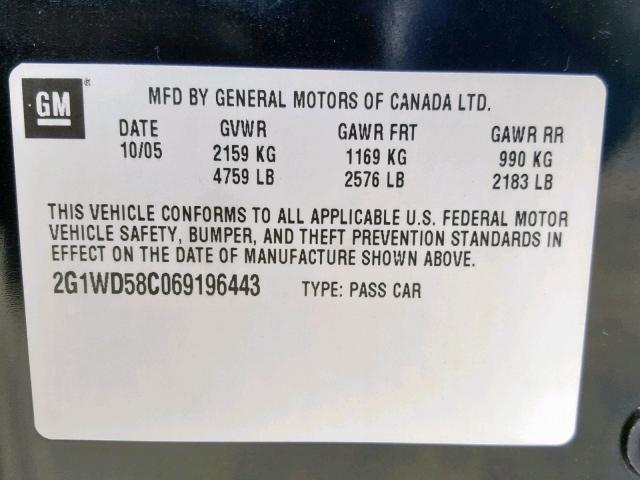 GM® MFD BY GENERAL MOTORS OF CANADA LTD.
DATE GVWR GAWR FRT GAWR RR
10/05 2159 KG 1169 KG 990 KG
4759 LB 2576 LB 2183 LB
THIS VEHICLE CONFORMS TO ALL APPLICABLE U.S. FEDERAL MOTOR
VEHICLE SAFETY, BUMPER, AND THEFT PREVENTION STANDARDS IN
EFFECT ON THE DATE OF MANUFACTURE SHOWN ABOVE.
2G1WD58C069196443 TYPE: PASS CAR